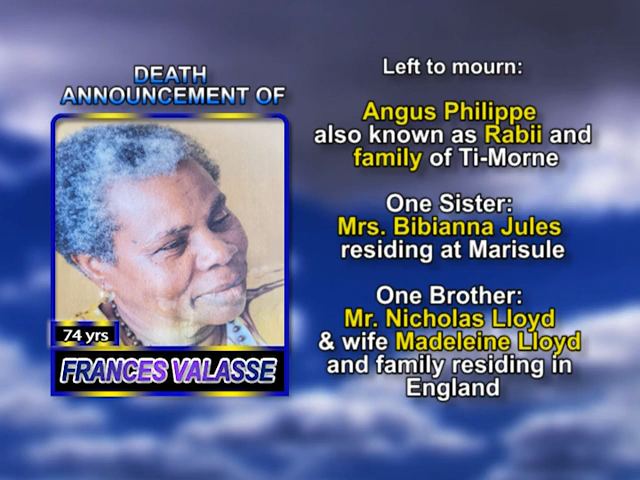 DEATH
ANNOUNCEMENT OF
74 yrs
FRANCES VALASSE
Left to mourn:
Angus Philippe
also known as Rabii and
family of Ti-Morne
One Sister:
Mrs. Bibianna Jules
residing at Marisule
One Brother:
Mr. Nicholas Lloyd
& wife Madeleine Lloyd
and family residing in
England